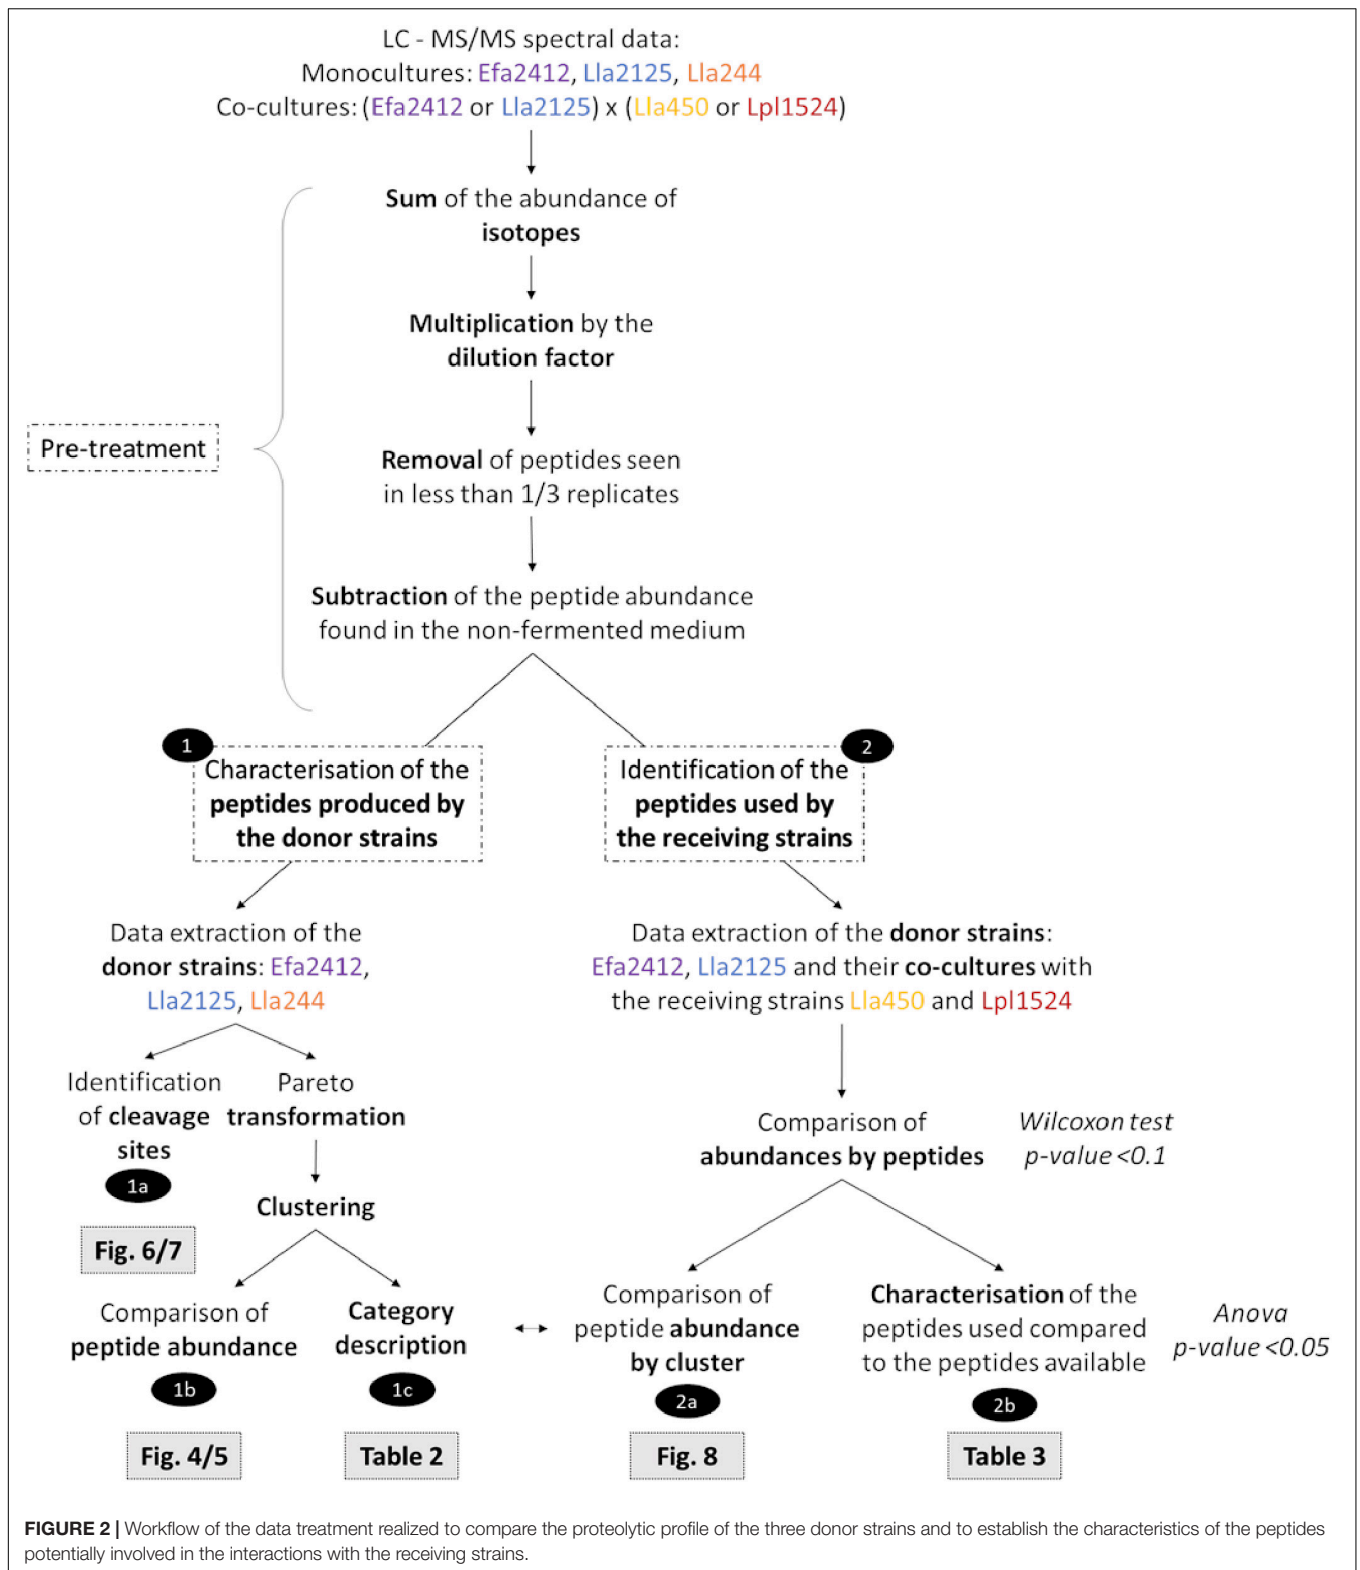 LC - MS/MS spectral data:
Monocultures: Efa2412, Lla2125, Lla244
Co-cultures: (Efa2412 or Lla2125) x (Lla450 or Lpl1524)
Sum of the abundance of
isotopes
Multiplication by the
dilution factor
Pre-treatment
Removal of peptides seen
in less than 1/3 replicates
Subtraction of the peptide abundance
found in the non-fermented medium
1
Characterisation of the
peptides produced by
the donor strains
2
Identification of the
peptides used by
the receiving strains
Data extraction of the
donor strains: Efa2412,
Lla2125, Lla244
Data extraction of the donor strains:
Efa2412, Lla2125 and their co-cultures with
the receiving strains Lla450 and Lpl1524
Identification
of cleavage
sites
1a
Fig. 6/7
Pareto
transformation
Clustering
Comparison of
abundances by peptides
Wilcoxon test
p-value <0.1
Comparison of
peptide abundance
1b
Fig. 4/5
Category
description
1c
Table 2
Comparison of
peptide abundance
by cluster
2a
Fig. 8
Characterisation of the
peptides used compared
to the peptides available
2b
Table 3
Anova
p-value <0.05
FIGURE 2 | Workflow of the data treatment realized to compare the proteolytic profile of the three donor strains and to establish the characteristics of the peptides
potentially involved in the interactions with the receiving strains.